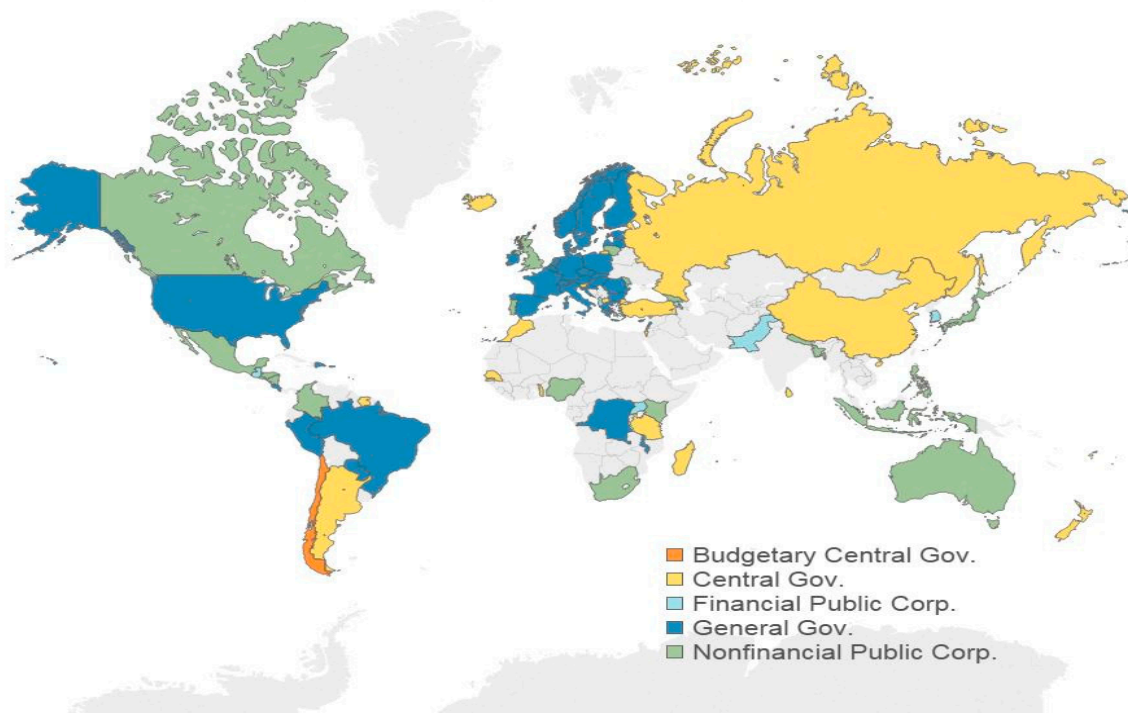 Budgetary Central Gov.
Central Gov.
Financial Public Corp.
General Gov.
Nonfinancial Public Corp.